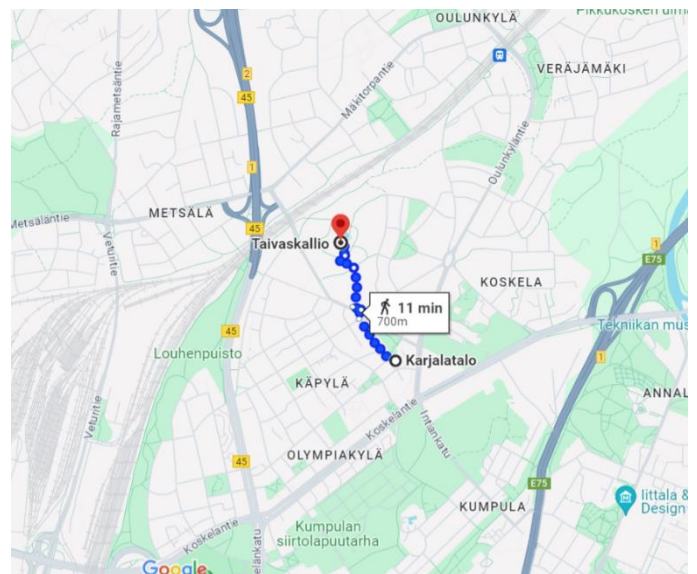 OULUNKYLÄ
Pikkukosken ulma
VERÄJÄMÄKI
2
45
Mäkitorpantie
Rajametsäntie
Oulunkyläntie
1
METSÄLÄ
Metsäläntie
45
Taivaskallio
1
E75
Veturitie
KOSKELA
11 min
700m
Tekniikan mus
Louhenpuisto
Karjalatalo
1
KÄPYLÄ
ANNAL
Veturitie
Koskelantie
Intiankatu
OLYMPIAKYLÄ
45
E75
KUMPULA
Iittala &
Design
Kumpulan
siirtolapuutarha
Koskelantie
Google